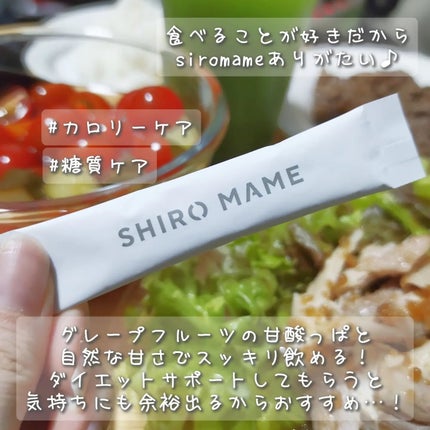 食べることが好きだから
siromameありがたい♪
#カロリーケア
#糖質ケア
SHIRO MAME
グレープフルーツの甘酸っぱと
自然な甘さでスッキリ飲める!
ダイエットサポートしてもらうと
気持ちにも余裕出るからおすすめ…!